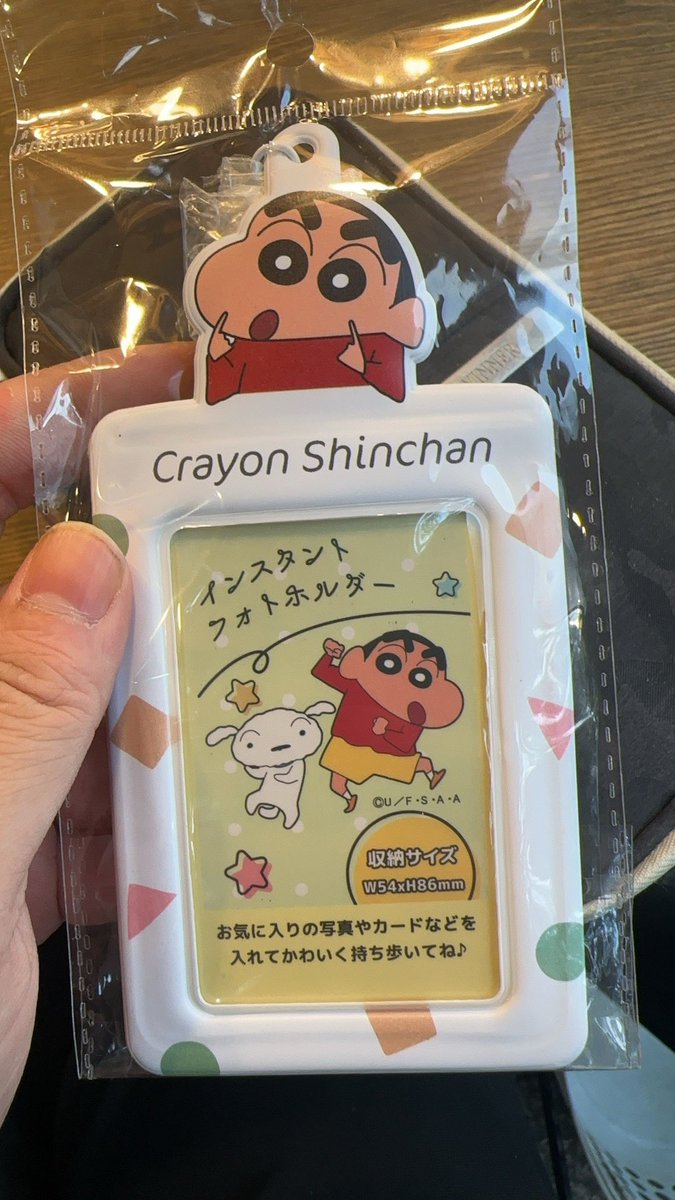 WINNER
Crayon Shinchan
インスタント
フォトホルダー
©U／F・S・A・A
収納サイズ
W54xH86mm
お気に入りの写真やカードなどを
入れてかわいく持ち歩いてね♪